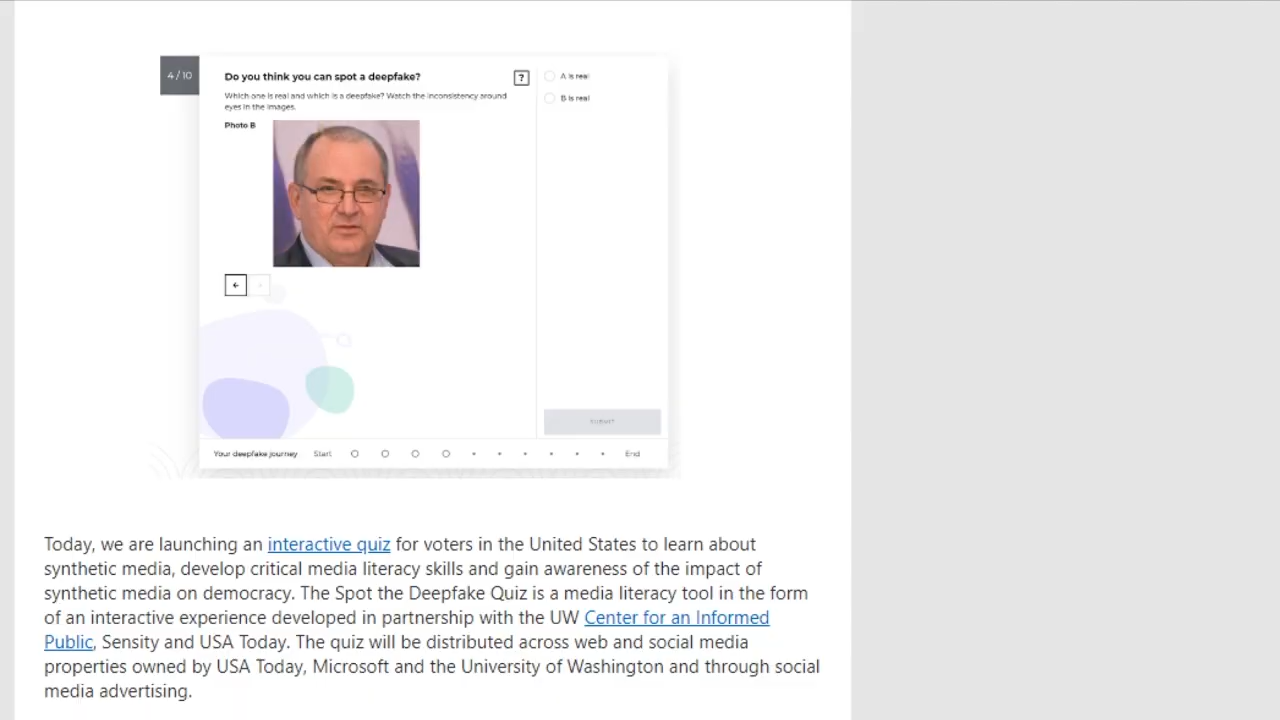 4 / 10
Do you think you can spot a deepfake?
?
Which one is real and which is a deepfake? Watch the inconsistency around
eyes in the images.
Photo B
A is real
B is real
Your deepfake journey
Start
End
Today, we are launching an interactive quiz for voters in the United States to learn about
synthetic media, develop critical media literacy skills and gain awareness of the impact of
synthetic media on democracy. The Spot the Deepfake Quiz is a media literacy tool in the form
of an interactive experience developed in partnership with the UW Center for an Informed
Public, Sensity and USA Today. The quiz will be distributed across web and social media
properties owned by USA Today, Microsoft and the University of Washington and through social
media advertising.